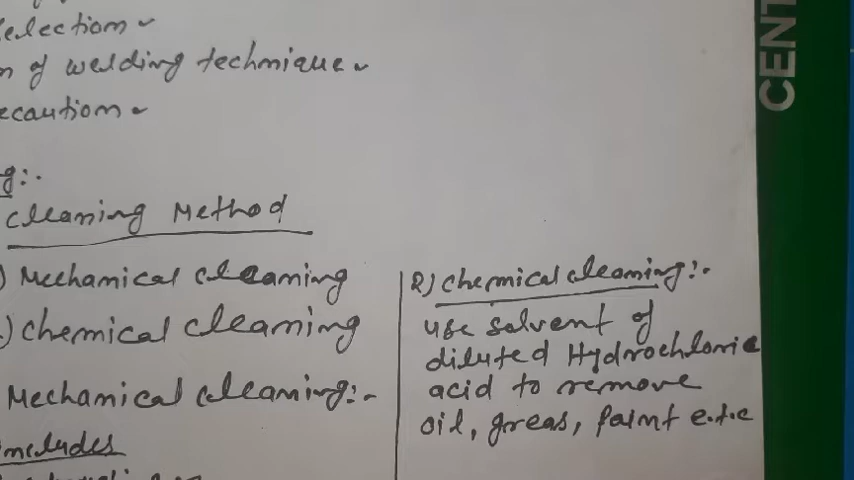 selection
of welding technique
ecaution
g:-
Cleaning Method
) Mechanical cleaning
.) Chemical cleaning
Mechanical cleaning:-
includes
2) chemical cleaning:-
use solvent of
diluted Hydrochloric
acid to remove
oil, greas, paint e.t.c
CENT